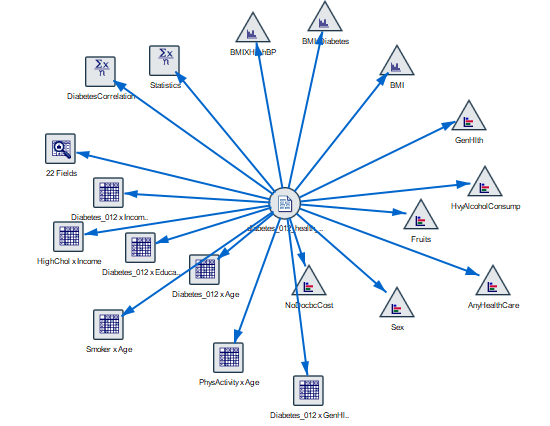 BMIXHighBP
BMIXDiabetes
BMI
DiabetesCorrelation
Statistics
GenHlth
22 Fields
HvyAlcoholConsump
Diabetes_012 x Incom..
diabetes_012_health_...
Fruits
HighChol x Income
Diabetes_012 x Educa..
Diabetes_012 x Age
NoDocbcCost
AnyHealthCare
Sex
Smoker x Age
PhysActivity x Age
Diabetes_012 x GenHl..